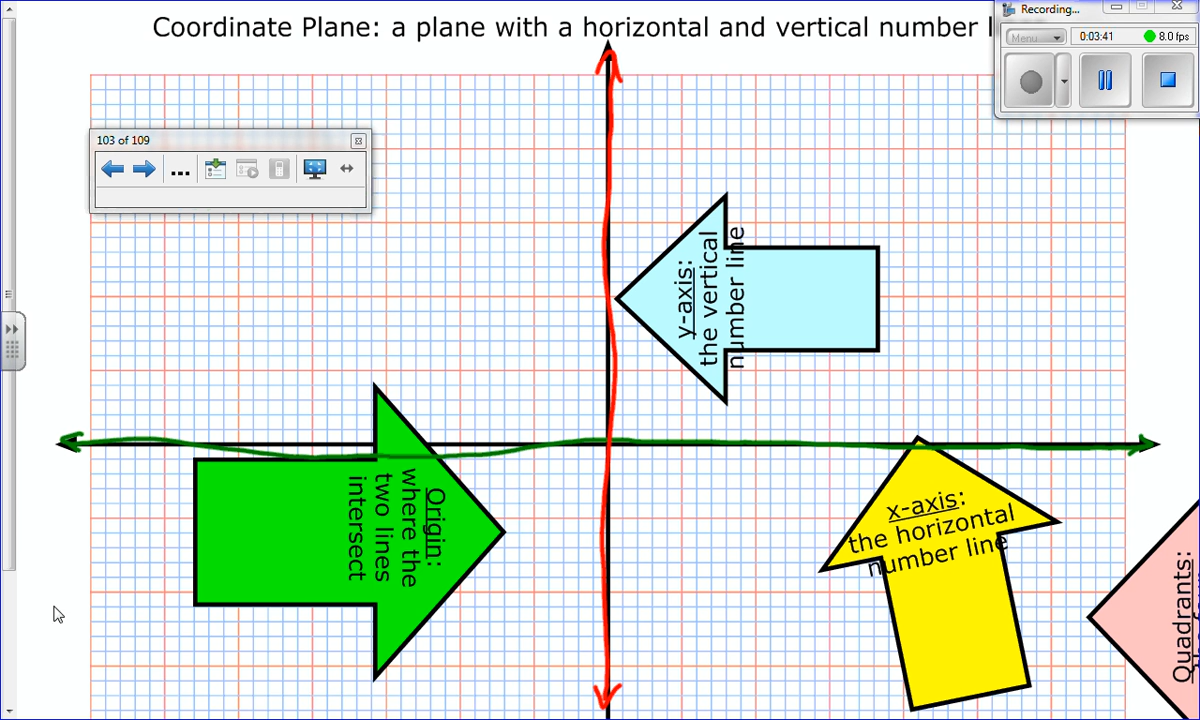 Coordinate Plane: a plane with a horizontal and vertical number
Recording...
Menu
0:03:41
8.0 fps
103 of 109
y-axis:
the vertical
number line
Origin:
where the
two lines
intersect
x-axis:
the horizontal
number line
Quadrants: